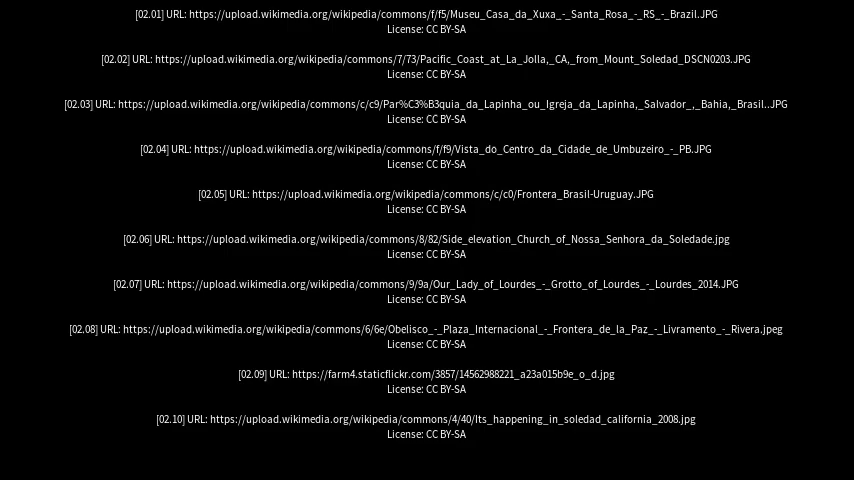 [02.01] URL: https://upload.wikimedia.org/wikipedia/commons/f/f5/Museu_Casa_da_Xuxa_-_Santa_Rosa_-_RS_-_Brazil.JPG
License: CC BY-SA
[02.02] URL: https://upload.wikimedia.org/wikipedia/commons/7/73/Pacific_Coast_at_La_Jolla,_CA,_from_Mount_Soledad_DSCN0203.JPG
License: CC BY-SA
[02.03] URL: https://upload.wikimedia.org/wikipedia/commons/c/c9/Par%C3%B3quia_da_Lapinha_ou_Igreja_da_Lapinha,_Salvador_,_Bahia,_Brasil..JPG
License: CC BY-SA
[02.04] URL: https://upload.wikimedia.org/wikipedia/commons/f/f9/Vista_do_Centro_da_Cidade_de_Umbuzeiro_-_PB.JPG
License: CC BY-SA
[02.05] URL: https://upload.wikimedia.org/wikipedia/commons/c/c0/Frontera_Brasil-Uruguay.JPG
License: CC BY-SA
[02.06] URL: https://upload.wikimedia.org/wikipedia/commons/8/82/Side_elevation_Church_of_Nossa_Senhora_da_Soledade.jpg
License: CC BY-SA
[02.07] URL: https://upload.wikimedia.org/wikipedia/commons/9/9a/Our_Lady_of_Lourdes_-_Grotto_of_Lourdes_-_Lourdes_2014.JPG
License: CC BY-SA
[02.08] URL: https://upload.wikimedia.org/wikipedia/commons/6/6e/Obelisco_-_Plaza_Internacional_-_Frontera_de_la_Paz_-_Livramento_-_Rivera.jpeg
License: CC BY-SA
[02.09] URL: https://farm4.staticflickr.com/3857/14562988221_a23a015b9e_o_d.jpg
License: CC BY-SA
[02.10] URL: https://upload.wikimedia.org/wikipedia/commons/4/40/Its_happening_in_soledad_california_2008.jpg
License: CC BY-SA